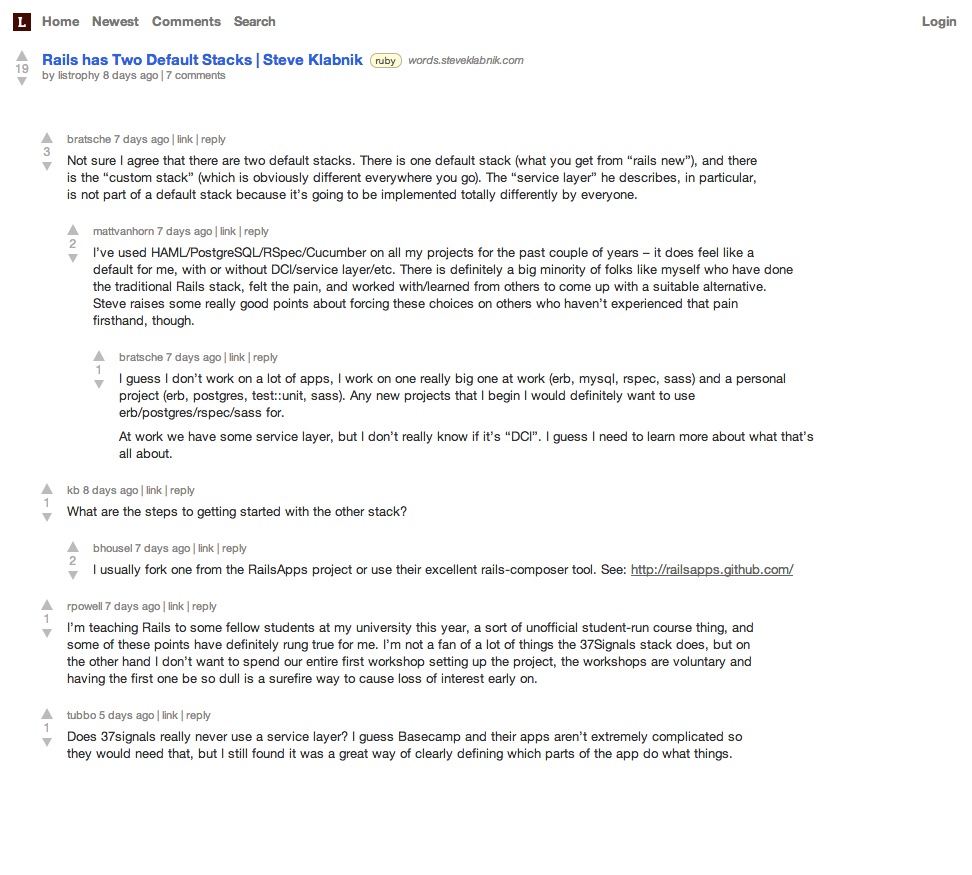 L Home Newest Comments Search Login
Rails has Two Default Stacks | Steve Klabnik ruby words.steveklabnik.com
19
by listrophy 8 days ago | 7 comments
bratsche 7 days ago | link | reply
3
Not sure I agree that there are two default stacks. There is one default stack (what you get from “rails new”), and there
is the “custom stack” (which is obviously different everywhere you go). The “service layer” he describes, in particular,
is not part of a default stack because it’s going to be implemented totally differently by everyone.
mattvanhorn 7 days ago | link | reply
2
I’ve used HAML/PostgreSQL/RSpec/Cucumber on all my projects for the past couple of years – it does feel like a
default for me, with or without DCI/service layer/etc. There is definitely a big minority of folks like myself who have done
the traditional Rails stack, felt the pain, and worked with/learned from others to come up with a suitable alternative.
Steve raises some really good points about forcing these choices on others who haven’t experienced that pain
firsthand, though.
bratsche 7 days ago | link | reply
1
I guess I don’t work on a lot of apps, I work on one really big one at work (erb, mysql, rspec, sass) and a personal
project (erb, postgres, test::unit, sass). Any new projects that I begin I would definitely want to use
erb/postgres/rspec/sass for.
At work we have some service layer, but I don’t really know if it’s “DCI”. I guess I need to learn more about what that’s
all about.
kb 8 days ago | link | reply
1
What are the steps to getting started with the other stack?
bhousel 7 days ago | link | reply
2
I usually fork one from the RailsApps project or use their excellent rails-composer tool. See: http://railsapps.github.com/
rpowell 7 days ago | link | reply
1
I’m teaching Rails to some fellow students at my university this year, a sort of unofficial student-run course thing, and
some of these points have definitely rung true for me. I’m not a fan of a lot of things the 37Signals stack does, but on
the other hand I don’t want to spend our entire first workshop setting up the project, the workshops are voluntary and
having the first one be so dull is a surefire way to cause loss of interest early on.
tubbo 5 days ago | link | reply
1
Does 37signals really never use a service layer? I guess Basecamp and their apps aren’t extremely complicated so
they would need that, but I still found it was a great way of clearly defining which parts of the app do what things.